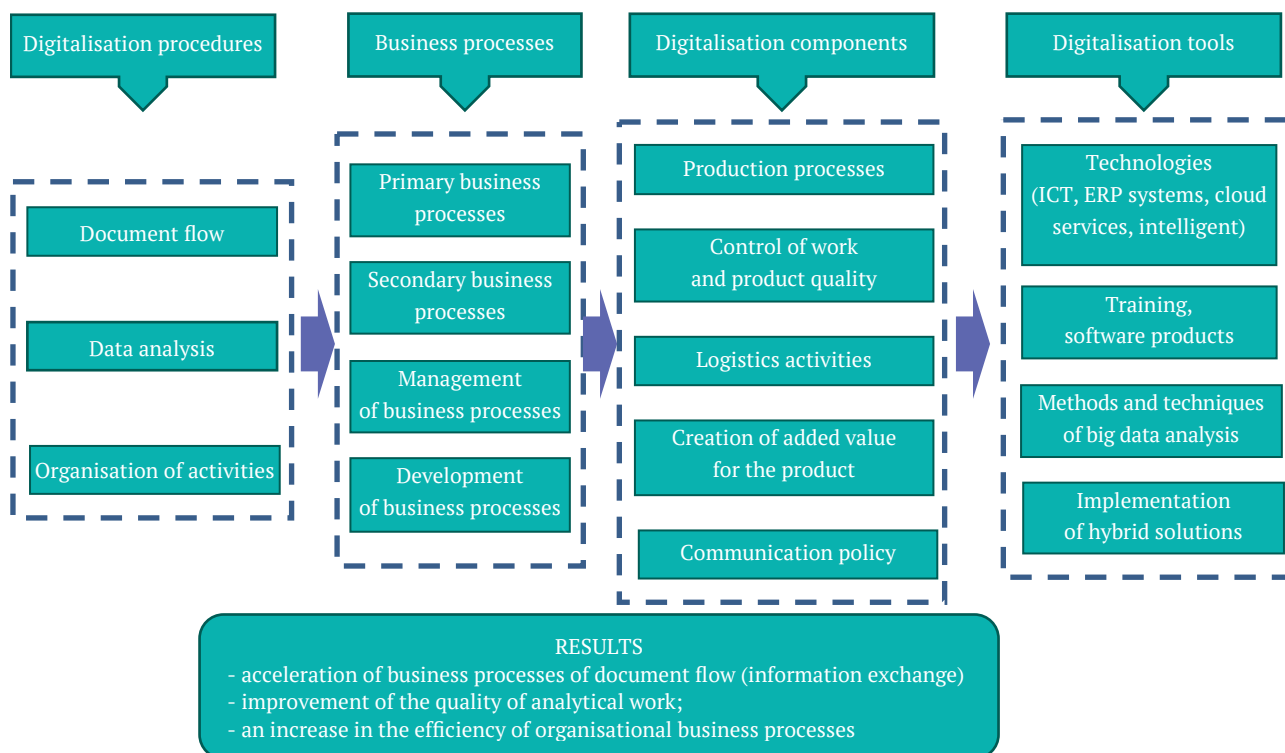 Digitalisation procedures
Business processes
Digitalisation components
Digitalisation tools
Document flow
Data analysis
Organisation of activities
Primary business
processes
Secondary business
processes
Management
of business processes
Development
of business processes
Production processes
Control of work
and product quality
Logistics activities
Creation of added value
for the product
Communication policy
Technologies
(ICT, ERP systems, cloud
services, intelligent)
Training,
software products
Methods and techniques
of big data analysis
Implementation
of hybrid solutions
RESULTS
- acceleration of business processes of document flow (information exchange)
- improvement of the quality of analytical work;
- an increase in the efficiency of organisational business processes